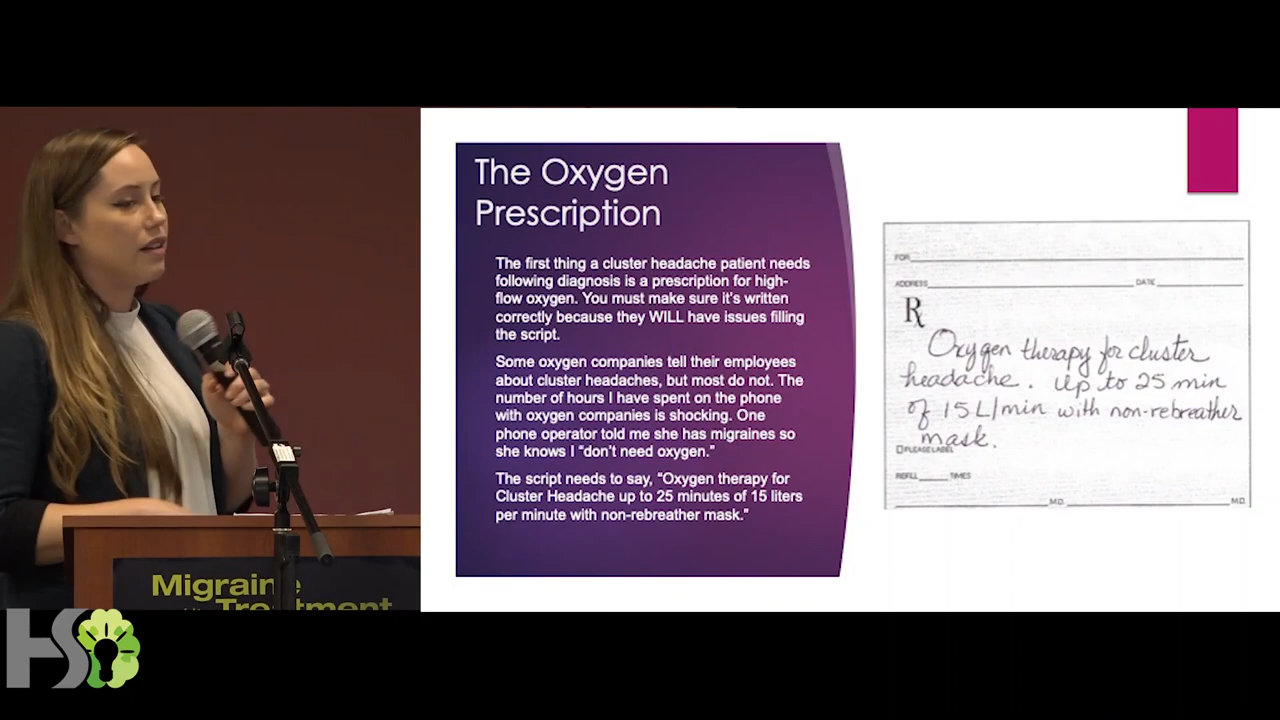 The Oxygen
Prescription
The first thing a cluster headache patient needs
following diagnosis is a prescription for high-
flow oxygen. You must make sure it's written
correctly because they WILL have issues filling
the script.
Some oxygen companies tell their employees
about cluster headaches, but most do not. The
number of hours I have spent on the phone
with oxygen companies is shocking. One
phone operator told me she has migraines so
she knows I “don't need oxygen.”
The script needs to say, “Oxygen therapy for
Cluster Headache up to 25 minutes of 15 liters
per minute with non-rebreather mask.”
FOR
ADDRESS DATE
℞
Oxygen therapy for cluster
headache. Up to 25 min
of 15 L/min with non-rebreather
mask.
PLEASE LABEL
REFILL TIMES
M.D. M.D.
Migraine
Treatment
HS